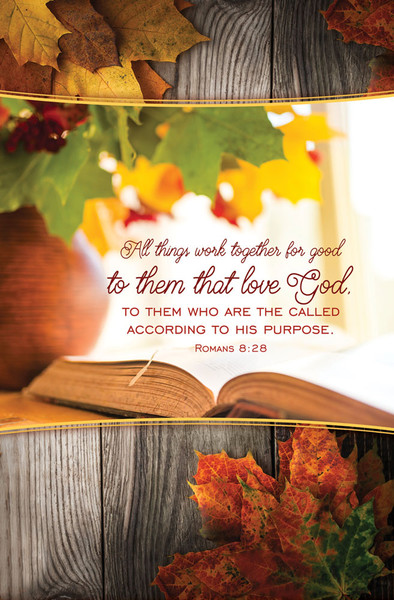 All things work together for good
to them that love God,
TO THEM WHO ARE THE CALLED
ACCORDING TO HIS PURPOSE.
ROMANS 8:28